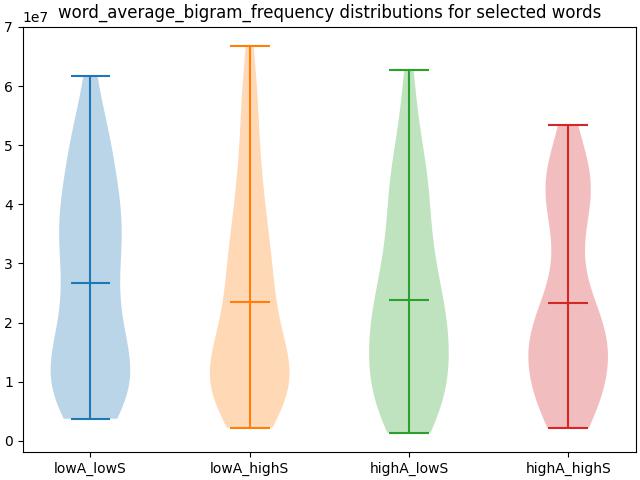 word_average_bigram_frequency distributions for selected words
1e7
7
6
5
4
3
2
1
0
lowA_lowS lowA_highS highA_lowS highA_highS